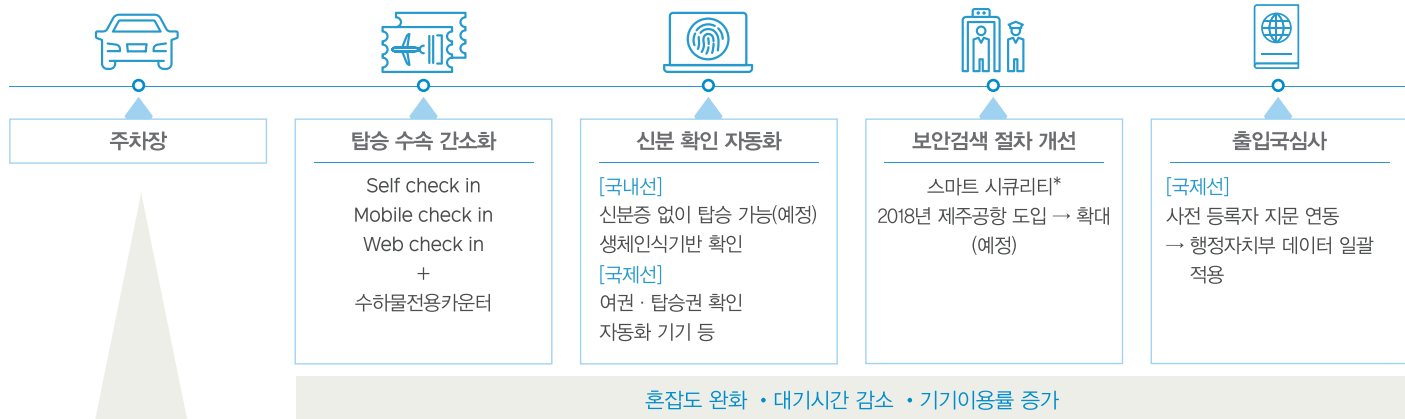 주차장
탑승 수속 간소화
Self check in
Mobile check in
Web check in
+
수하물전용카운터
신분 확인 자동화
[국내선]
신분증 없이 탑승 가능(예정)
생체인식기반 확인
[국제선]
여권 · 탑승권 확인
자동화 기기 등
보안검색 절차 개선
스마트 시큐리티*
2018년 제주공항 도입 → 확대
(예정)
출입국심사
[국제선]
사전 등록자 지문 연동
→ 행정자치부 데이터 일괄
적용
혼잡도 완화 • 대기시간 감소 • 기기이용률 증가